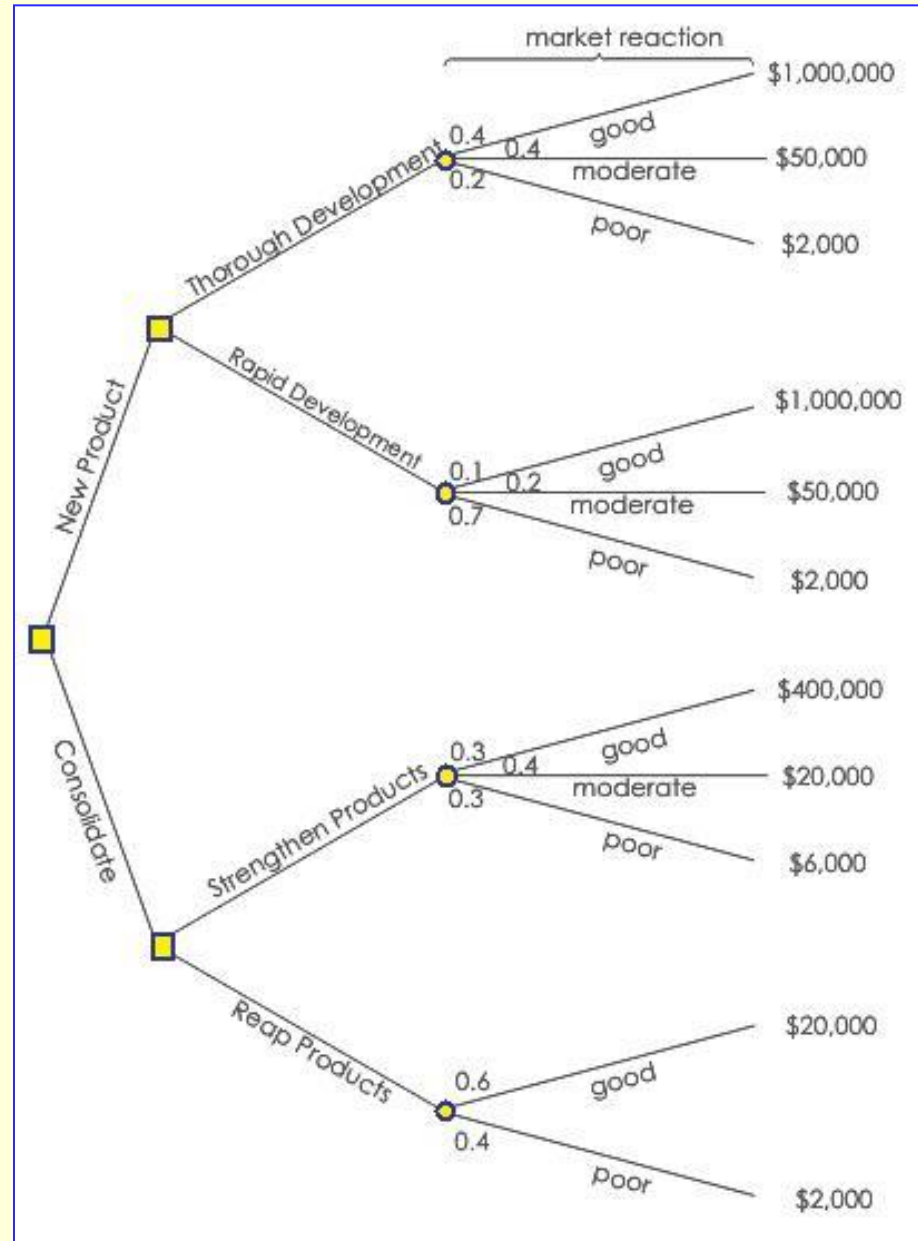 market reaction
$1,000,000
0.4
good
Thorough Development
0.4
$50,000
0.2
moderate
poor
$2,000
Rapid Development
$1,000,000
New Product
0.1
good
0.2
$50,000
0.7
moderate
poor
$2,000
$400,000
Consolidate
0.3
good
Strengthen Products
0.4
$20,000
0.3
moderate
poor
$6,000
Reap Products
$20,000
0.6
good
0.4
poor
$2,000